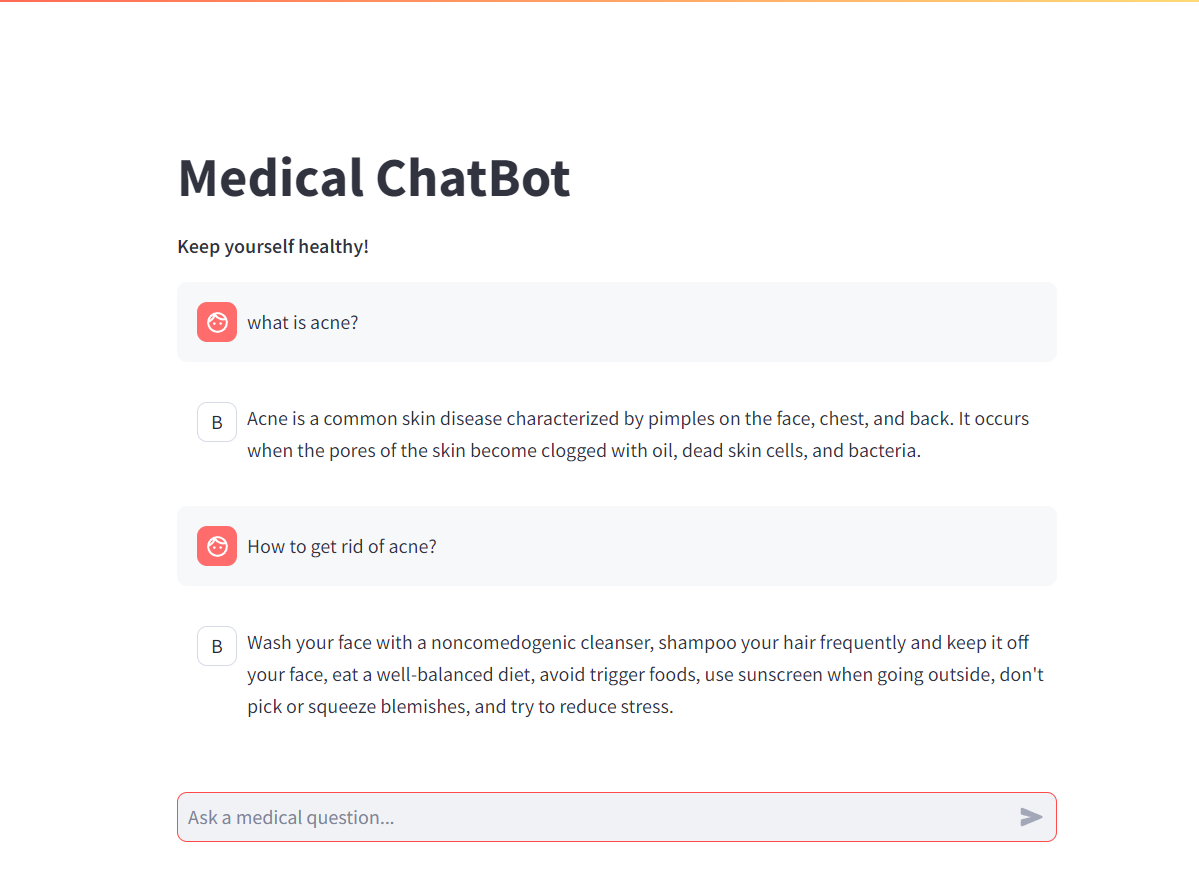 Medical ChatBot
Keep yourself healthy!
what is acne?
B
Acne is a common skin disease characterized by pimples on the face, chest, and back. It occurs
when the pores of the skin become clogged with oil, dead skin cells, and bacteria.
How to get rid of acne?
B
Wash your face with a noncomedogenic cleanser, shampoo your hair frequently and keep it off
your face, eat a well-balanced diet, avoid trigger foods, use sunscreen when going outside, don't
pick or squeeze blemishes, and try to reduce stress.
Ask a medical question...